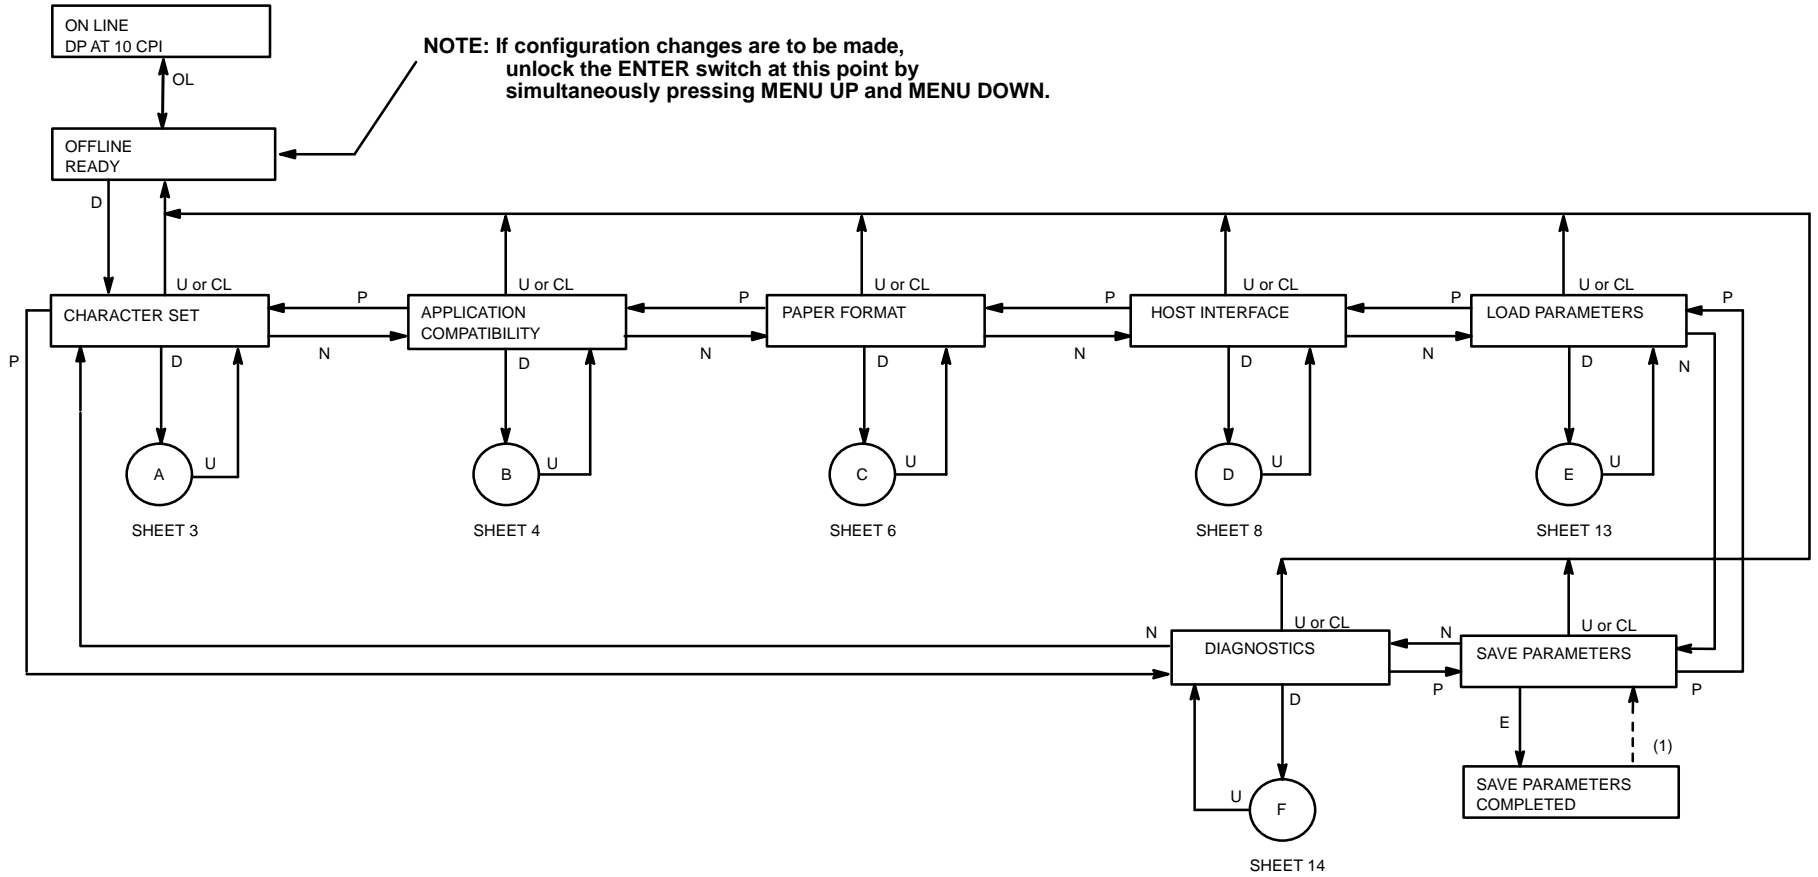 ON LINE
DP AT 10 CPI
OL
NOTE: If configuration changes are to be made,
unlock the ENTER switch at this point by
simultaneously pressing MENU UP and MENU DOWN.
OFFLINE
READY
D
U or CL
U or CL
U or CL
U or CL
U or CL
CHARACTER SET
P
N
APPLICATION
COMPATIBILITY
P
N
PAPER FORMAT
P
N
HOST INTERFACE
P
N
LOAD PARAMETERS
P
N
P
D
D
D
D
D
A
U
B
U
C
U
D
U
E
U
SHEET 3
SHEET 4
SHEET 6
SHEET 8
SHEET 13
N
U or CL
N
U or CL
DIAGNOSTICS
SAVE PARAMETERS
P
P
D
E
(1)
U
F
SAVE PARAMETERS
COMPLETED
SHEET 14